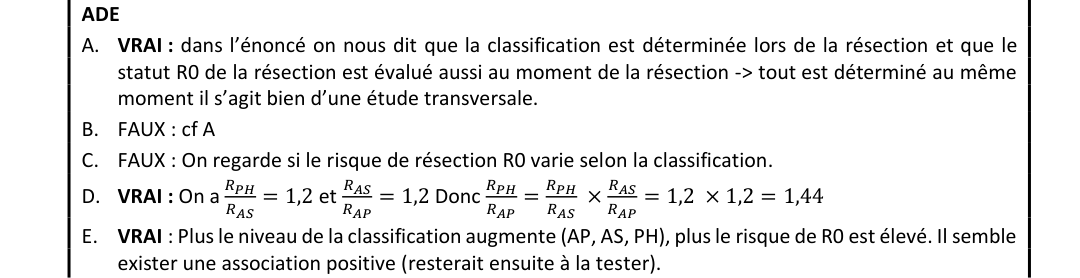 ADE
A. VRAI : dans l’énoncé on nous dit que la classification est déterminée lors de la résection et que le
statut R0 de la résection est évalué aussi au moment de la résection -> tout est déterminé au même
moment il s’agit bien d’une étude transversale.
B. FAUX : cf A
C. FAUX : On regarde si le risque de résection R0 varie selon la classification.
D. VRAI : On a R_PH/R_AS = 1,2 et R_AS/R_AP = 1,2 Donc R_PH/R_AP = R_PH/R_AS × R_AS/R_AP = 1,2 × 1,2 = 1,44
E. VRAI : Plus le niveau de la classification augmente (AP, AS, PH), plus le risque de R0 est élevé. Il semble
exister une association positive (resterait ensuite à la tester).